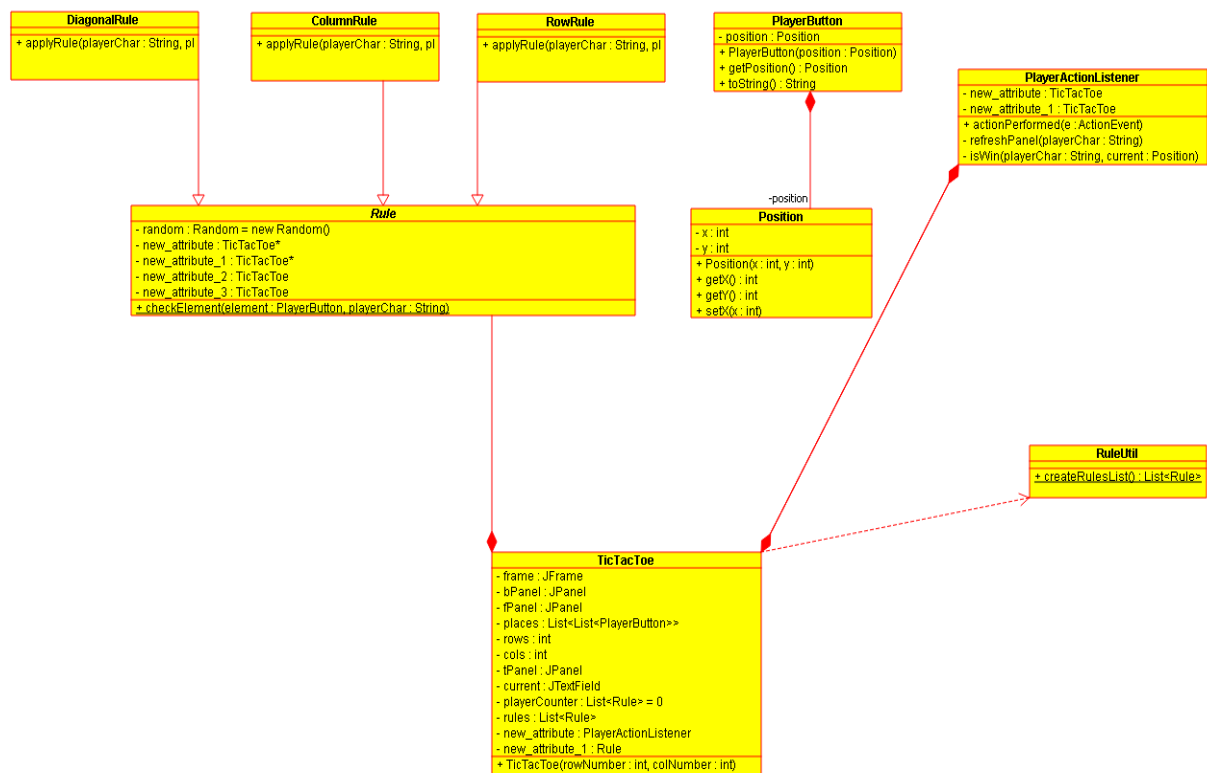 DiagonalRule
+ applyRule(playerChar : String, pl
ColumnRule
+ applyRule(playerChar : String, pl
RowRule
+ applyRule(playerChar : String, pl
PlayerButton
- position : Position
+ PlayerButton(position : Position)
+ getPosition() : Position
+ toString() : String
PlayerActionListener
- new_attribute : TicTacToe
- new_attribute_1 : TicTacToe
+ actionPerformed(e : ActionEvent)
- refreshPanel(playerChar : String)
- isWin(playerChar : String, current : Position)
-position
Rule
- random : Random = new Random()
- new_attribute : TicTacToe*
- new_attribute_1 : TicTacToe*
- new_attribute_2 : TicTacToe
- new_attribute_3 : TicTacToe
+ checkElement(element : PlayerButton, playerChar : String)
Position
- x : int
- y : int
+ Position(x : int, y : int)
+ getX() : int
+ getY() : int
+ setX(x : int)
RuleUtil
+ createRulesList() : List<Rule>
TicTacToe
- frame : JFrame
- bPanel : JPanel
- fPanel : JPanel
- places : List<List<PlayerButton>>
- rows : int
- cols : int
- tPanel : JPanel
- current : JTextField
- playerCounter : List<Rule> = 0
- rules : List<Rule>
- new_attribute : PlayerActionListener
- new_attribute_1 : Rule
+ TicTacToe(rowNumber : int, colNumber : int)